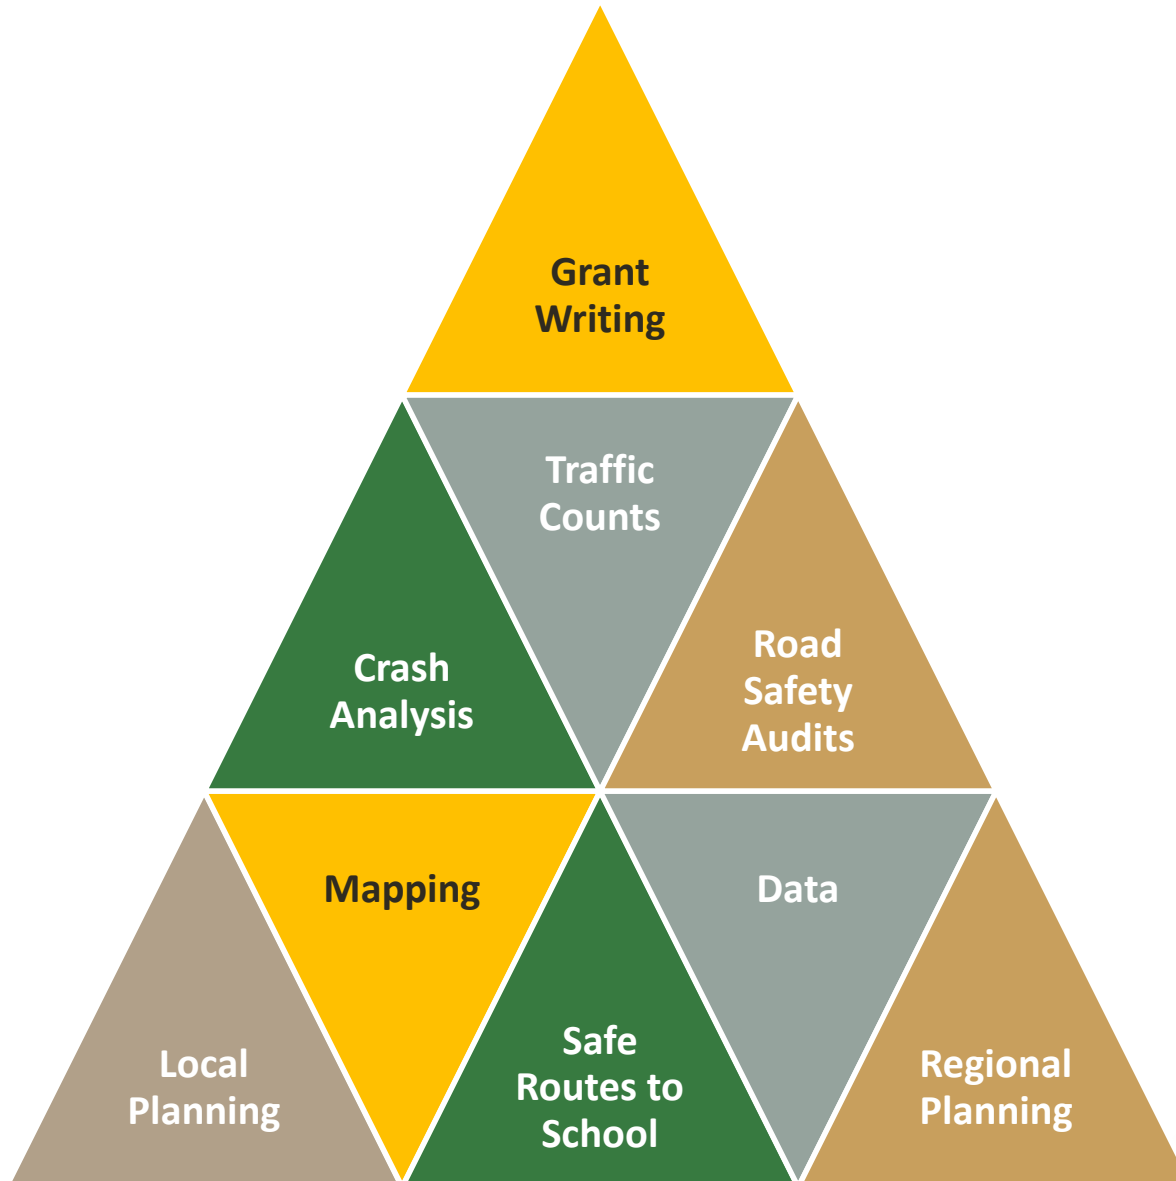 Grant
Writing
Traffic
Counts
Crash
Analysis
Road
Safety
Audits
Mapping
Data
Local
Planning
Safe
Routes to
School
Regional
Planning